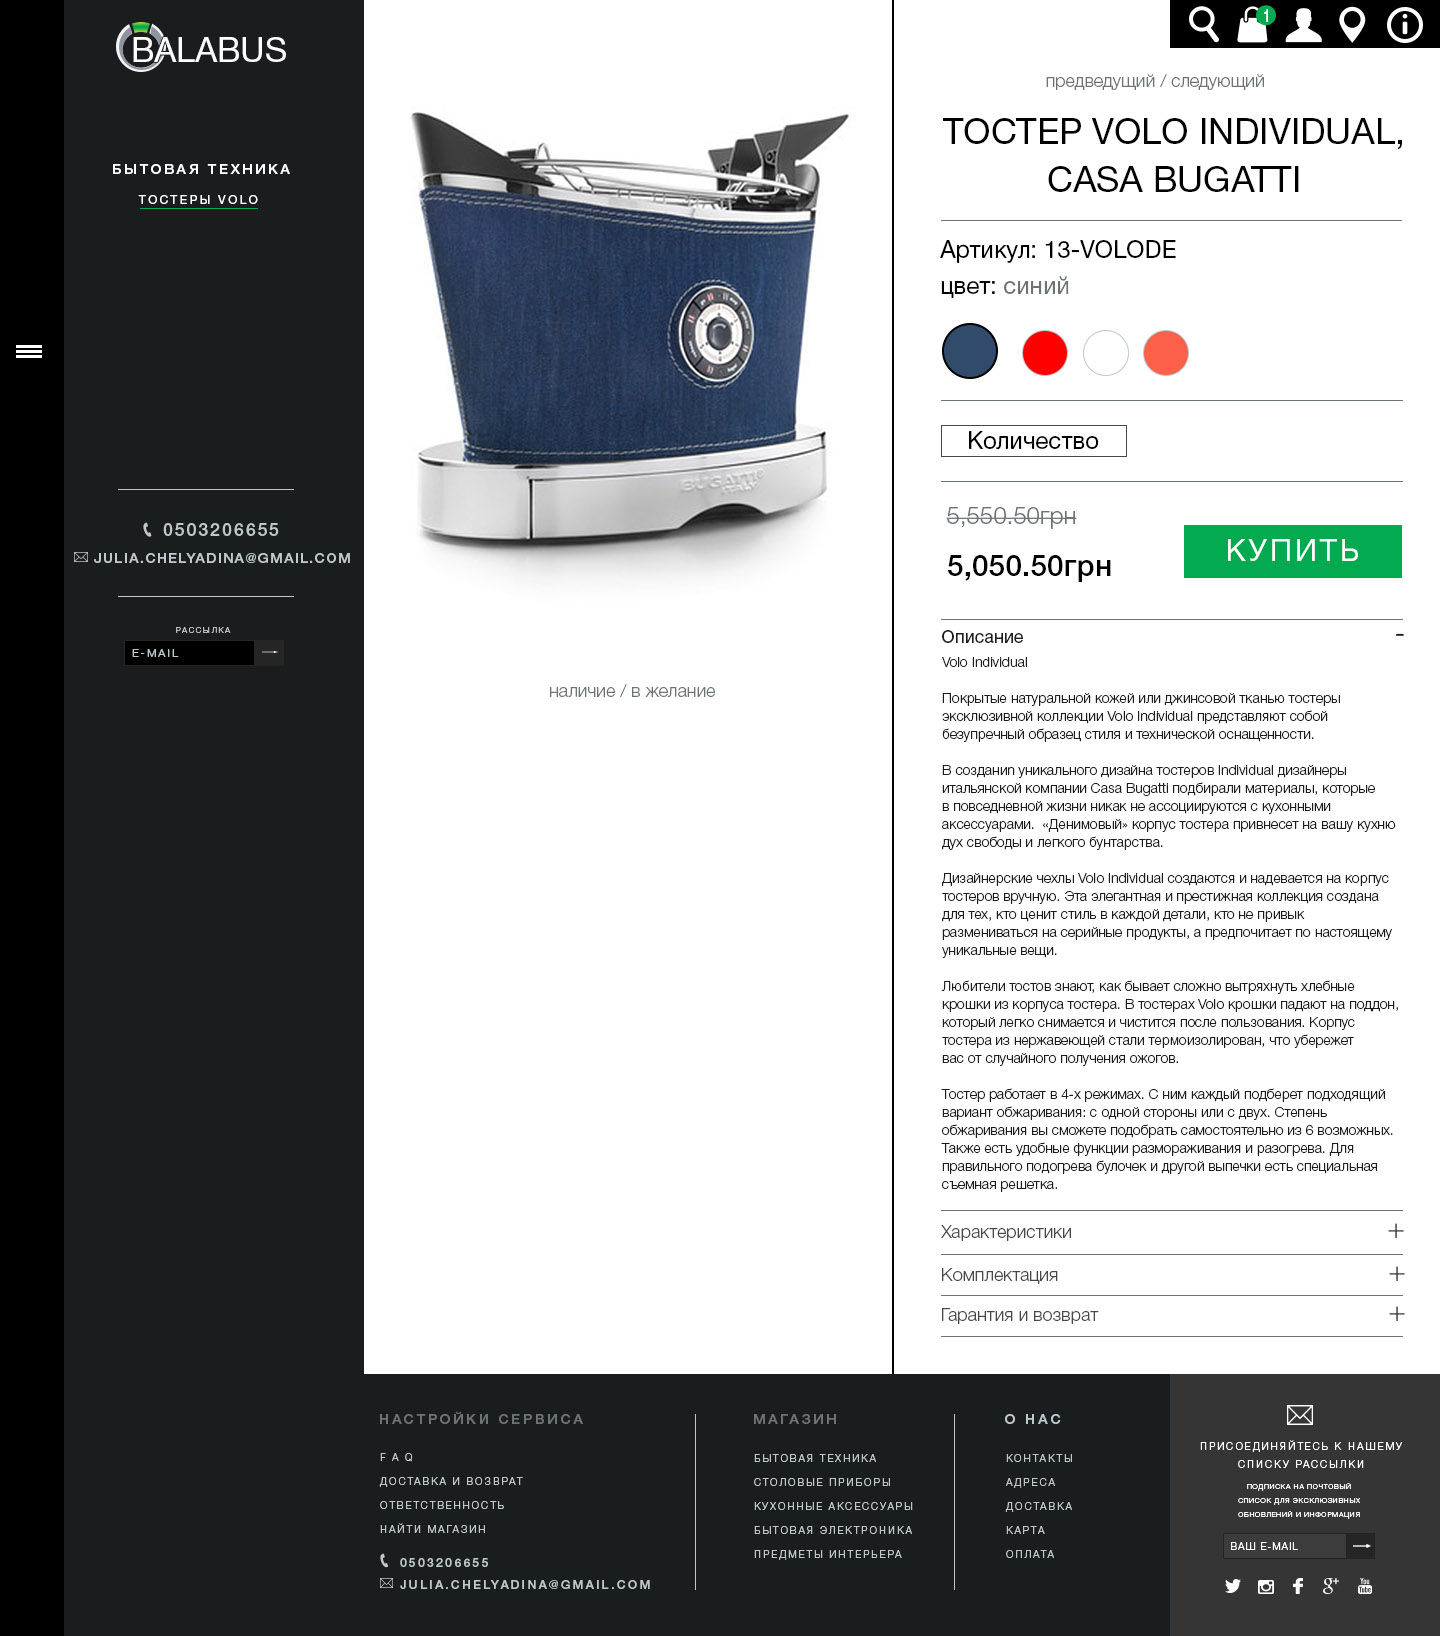 BALABUS
БЫТОВАЯ ТЕХНИКА
ТОСТЕРЫ VOLO
0503206655
JULIA.CHELYADINA@GMAIL.COM
РАССЫЛКА
E-MAIL
BUGATTI
ITALY
наличие / в желание
1
предведущий / следующий
ТОСТЕР VOLO INDIVIDUAL,
CASA BUGATTI
Артикул: 13-VOLODE
цвет: синий
Количество
5,550.50грн
5,050.50грн
КУПИТЬ
Описание
-
Volo Individual
Покрытые натуральной кожей или джинсовой тканью тостеры
эксклюзивной коллекции Volo Individual представляют собой
безупречный образец стиля и технической оснащенности.
В создании уникального дизайна тостеров Individual дизайнеры
итальянской компании Casa Bugatti подбирали материалы, которые
в повседневной жизни никак не ассоциируются с кухонными
аксессуарами.  «Денимовый» корпус тостера привнесет на вашу кухню
дух свободы и легкого бунтарства.
Дизайнерские чехлы Volo Individual создаются и надевается на корпус
тостеров вручную. Эта элегантная и престижная коллекция создана
для тех, кто ценит стиль в каждой детали, кто не привык
размениваться на серийные продукты, а предпочитает по настоящему
уникальные вещи.
Любители тостов знают, как бывает сложно вытряхнуть хлебные
крошки из корпуса тостера. В тостерах Volo крошки падают на поддон,
который легко снимается и чистится после пользования. Корпус
тостера из нержавеющей стали термоизолирован, что убережет
вас от случайного получения ожогов.
Тостер работает в 4-х режимах. С ним каждый подберет подходящий
вариант обжаривания: с одной стороны или с двух. Степень
обжаривания вы сможете подобрать самостоятельно из 6 возможных.
Также есть удобные функции размораживания и разогрева. Для
правильного подогрева булочек и другой выпечки есть специальная
съемная решетка.
Характеристики +
Комплектация +
Гарантия и возврат +
НАСТРОЙКИ СЕРВИСА
F A Q
ДОСТАВКА И ВОЗВРАТ
ОТВЕТСТВЕННОСТЬ
НАЙТИ МАГАЗИН
0503206655
JULIA.CHELYADINA@GMAIL.COM
МАГАЗИН
БЫТОВАЯ ТЕХНИКА
СТОЛОВЫЕ ПРИБОРЫ
КУХОННЫЕ АКСЕССУАРЫ
БЫТОВАЯ ЭЛЕКТРОНИКА
ПРЕДМЕТЫ ИНТЕРЬЕРА
О НАС
КОНТАКТЫ
АДРЕСА
ДОСТАВКА
КАРТА
ОПЛАТА
ПРИСОЕДИНЯЙТЕСЬ К НАШЕМУ
СПИСКУ РАССЫЛКИ
ПОДПИСКА НА ПОЧТОВЫЙ
СПИСОК ДЛЯ ЭКСКЛЮЗИВНЫХ
ОБНОВЛЕНИЙ И ИНФОРМАЦИЯ
ВАШ E-MAIL
You
Tube